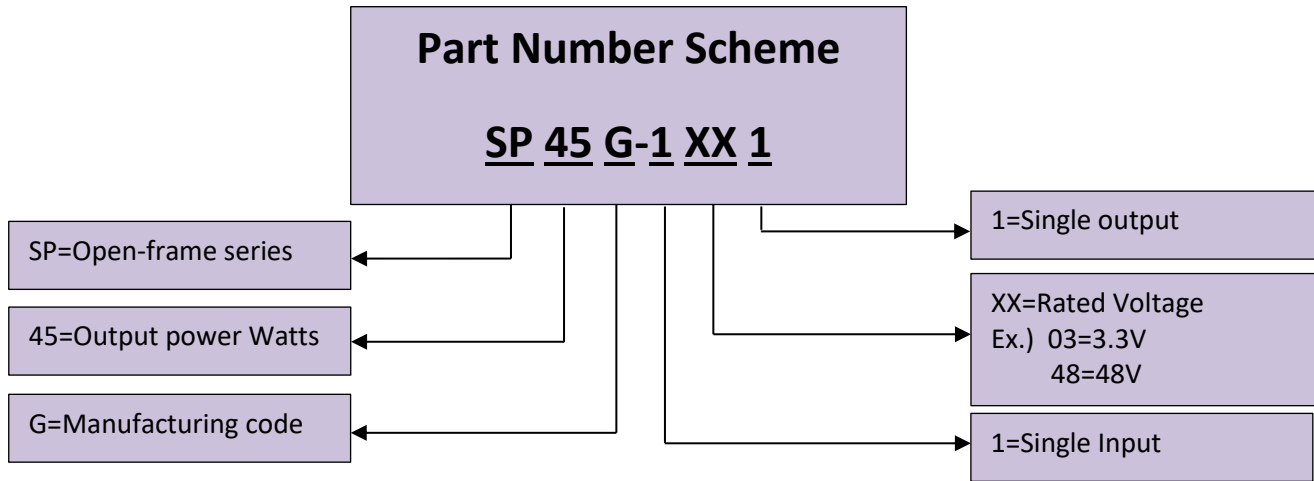 Part Number Scheme
SP 45 G-1 XX 1
SP=Open-frame series
45=Output power Watts
G=Manufacturing code
1=Single output
XX=Rated Voltage
Ex.) 03=3.3V
48=48V
1=Single Input